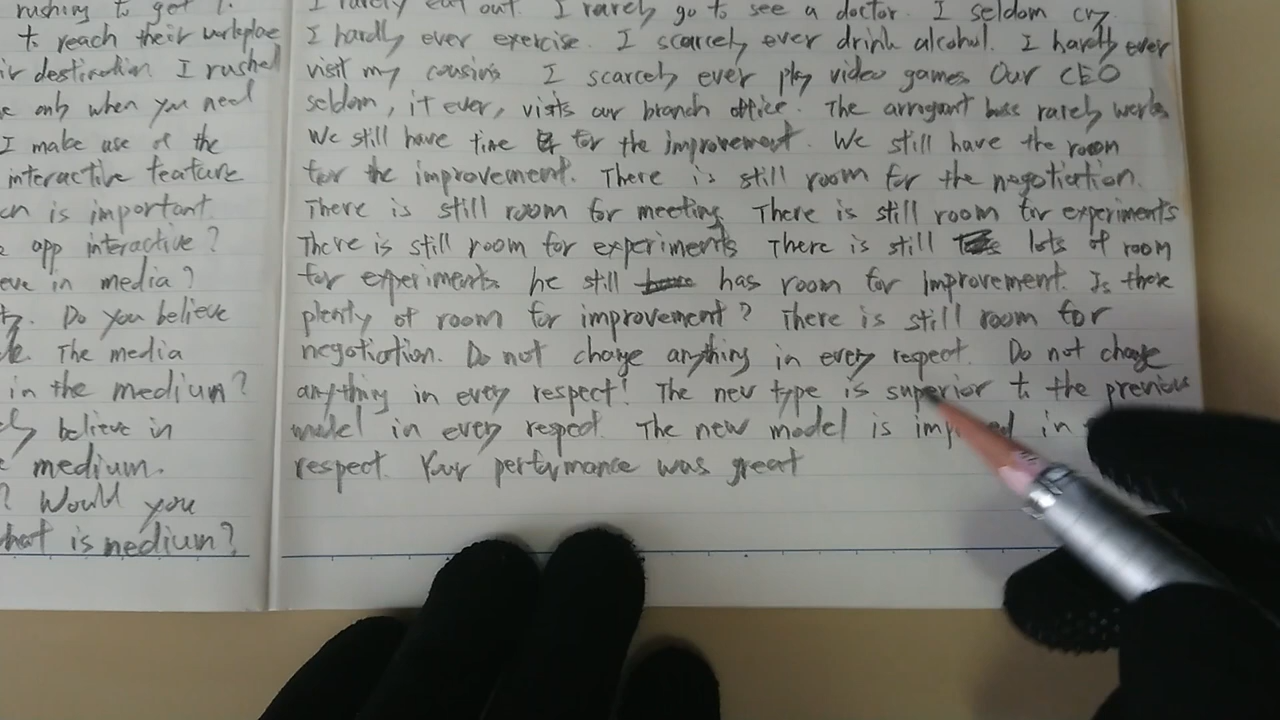 rushing to get
to reach their workplace
ir destination. I rushed
only when you need
I make use of the
interactive feature
en is important.
app interactive?
eve in media?
Do you believe
The media
in the medium?
believe in
medium.
? Would you
hat is medium?
I rarely eat out. I rarely go to see a doctor. I seldom cry.
I hardly ever exercise. I scarcely ever drink alcohol. I hardly ever
visit my cousins I scarcely ever play video games. Our CEO
seldom, if ever, visits our branch office. The arrogant boss rarely works
We still have time for the improvement. We still have the room
for the improvement. There is still room for the negotiation.
There is still room for meeting. There is still room for experiments
There is still room for experiments There is still lots of room
for experiments. he still has room for improvement. Is there
plenty of room for improvement? There is still room for
negotiation. Do not change anything in every respect. Do not change
anything in every respect! The new type is superior to the previous
model in every respect. The new model is in
respect. Your performance was great